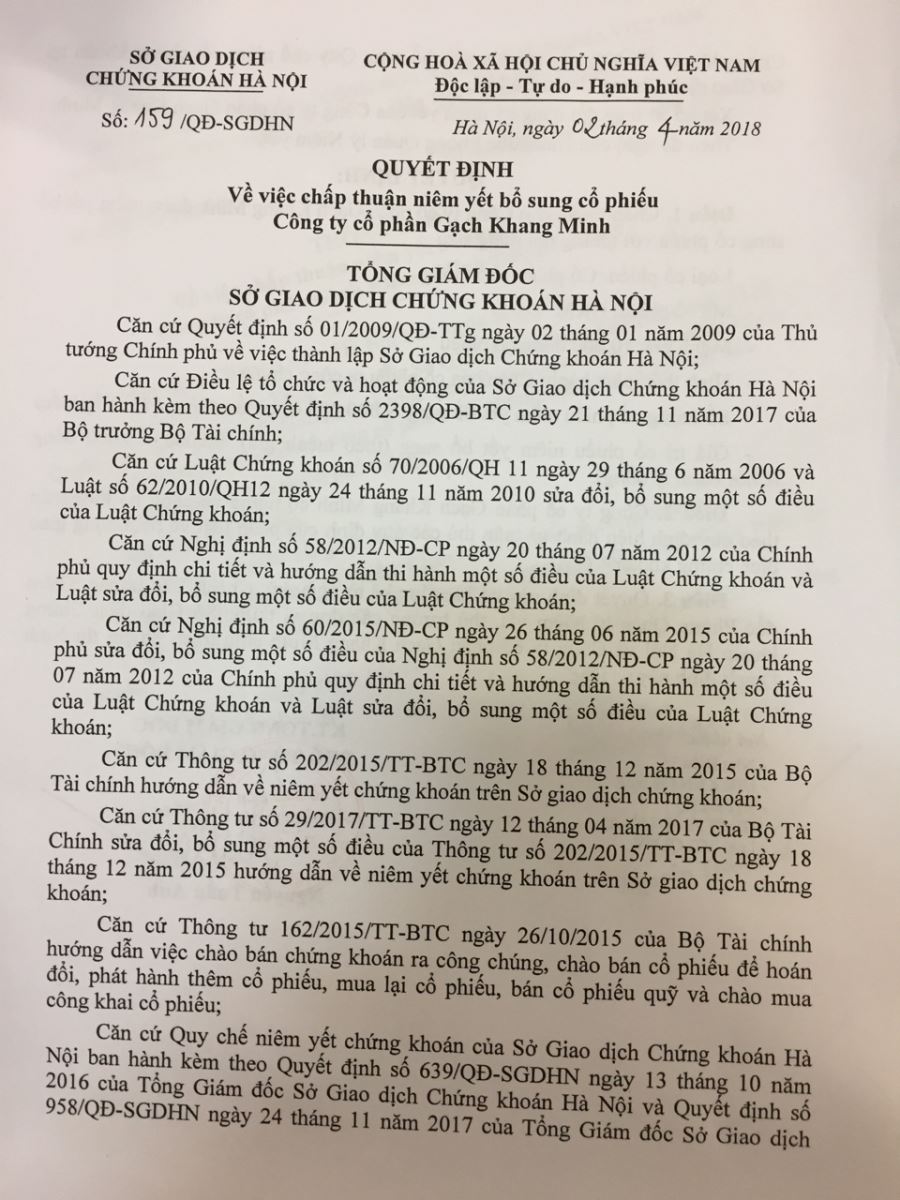 SỞ GIAO DỊCH
CHỨNG KHOÁN HÀ NỘI
CỘNG HOÀ XÃ HỘI CHỦ NGHĨA VIỆT NAM
Độc lập - Tự do - Hạnh phúc
Số: 159 /QĐ-SGDHN
Hà Nội, ngày 02 tháng 4 năm 2018
QUYẾT ĐỊNH
Về việc chấp thuận niêm yết bổ sung cổ phiếu
Công ty cổ phần Gạch Khang Minh
TỔNG GIÁM ĐỐC
SỞ GIAO DỊCH CHỨNG KHOÁN HÀ NỘI
Căn cứ Quyết định số 01/2009/QĐ-TTg ngày 02 tháng 01 năm 2009 của Thủ
tướng Chính phủ về việc thành lập Sở Giao dịch Chứng khoán Hà Nội;
Căn cứ Điều lệ tổ chức và hoạt động của Sở Giao dịch Chứng khoán Hà Nội
ban hành kèm theo Quyết định số 2398/QĐ-BTC ngày 21 tháng 11 năm 2017 của
Bộ trưởng Bộ Tài chính;
Căn cứ Luật Chứng khoán số 70/2006/QH 11 ngày 29 tháng 6 năm 2006 và
Luật số 62/2010/QH12 ngày 24 tháng 11 năm 2010 sửa đổi, bổ sung một số điều
của Luật Chứng khoán;
Căn cứ Nghị định số 58/2012/NĐ-CP ngày 20 tháng 07 năm 2012 của Chính
phủ quy định chi tiết và hướng dẫn thi hành một số điều của Luật Chứng khoán và
Luật sửa đổi, bổ sung một số điều của Luật Chứng khoán;
Căn cứ Nghị định số 60/2015/NĐ-CP ngày 26 tháng 06 năm 2015 của Chính
phủ sửa đổi, bổ sung một số điều của Nghị định số 58/2012/NĐ-CP ngày 20 tháng
07 năm 2012 của Chính phủ quy định chi tiết và hướng dẫn thi hành một số điều
của Luật Chứng khoán và Luật sửa đổi, bổ sung một số điều của Luật Chứng
khoán;
Căn cứ Thông tư số 202/2015/TT-BTC ngày 18 tháng 12 năm 2015 của Bộ
Tài chính hướng dẫn về niêm yết chứng khoán trên Sở giao dịch chứng khoán;
Căn cứ Thông tư số 29/2017/TT-BTC ngày 12 tháng 04 năm 2017 của Bộ Tài
Chính sửa đổi, bổ sung một số điều của Thông tư số 202/2015/TT-BTC ngày 18
tháng 12 năm 2015 hướng dẫn về niêm yết chứng khoán trên Sở giao dịch chứng
khoán;
Căn cứ Thông tư 162/2015/TT-BTC ngày 26/10/2015 của Bộ Tài chính
hướng dẫn việc chào bán chứng khoán ra công chúng, chào bán cổ phiếu để hoán
đổi, phát hành thêm cổ phiếu, mua lại cổ phiếu, bán cổ phiếu quỹ và chào mua
công khai cổ phiếu;
Căn cứ Quy chế niêm yết chứng khoán của Sở Giao dịch Chứng khoán Hà
Nội ban hành kèm theo Quyết định số 639/QĐ-SGDHN ngày 13 tháng 10 năm
2016 của Tổng Giám đốc Sở Giao dịch Chứng khoán Hà Nội và Quyết định số
958/QĐ-SGDHN ngày 24 tháng 11 năm 2017 của Tổng Giám đốc Sở Giao dịch